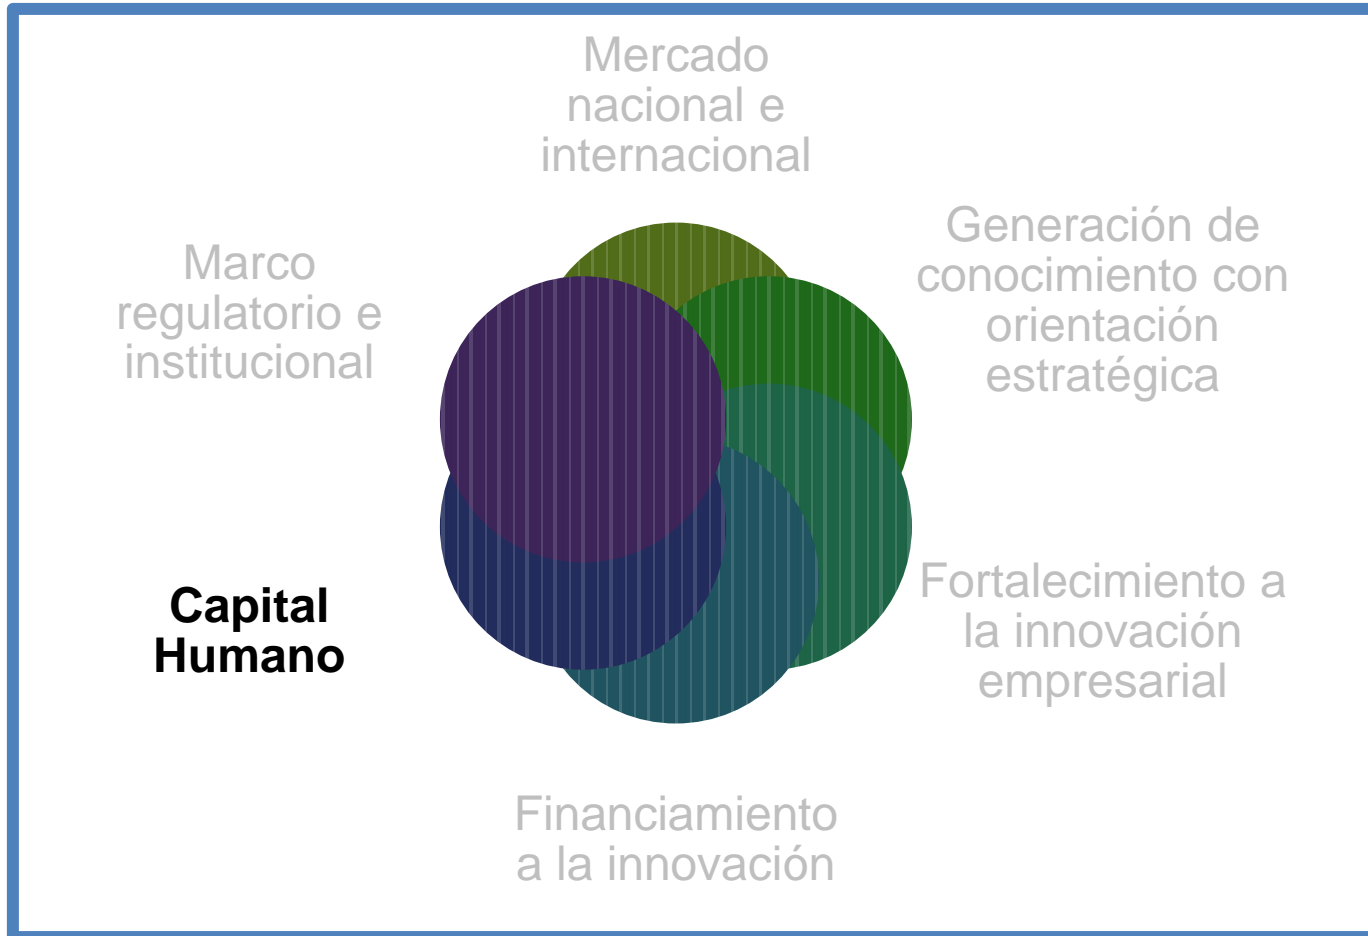 Mercado
nacional e
internacional
Generación de
conocimiento con
orientación
estratégica
Fortalecimiento a
la innovación
empresarial
Financiamiento
a la innovación
Capital
Humano
Marco
regulatorio e
institucional